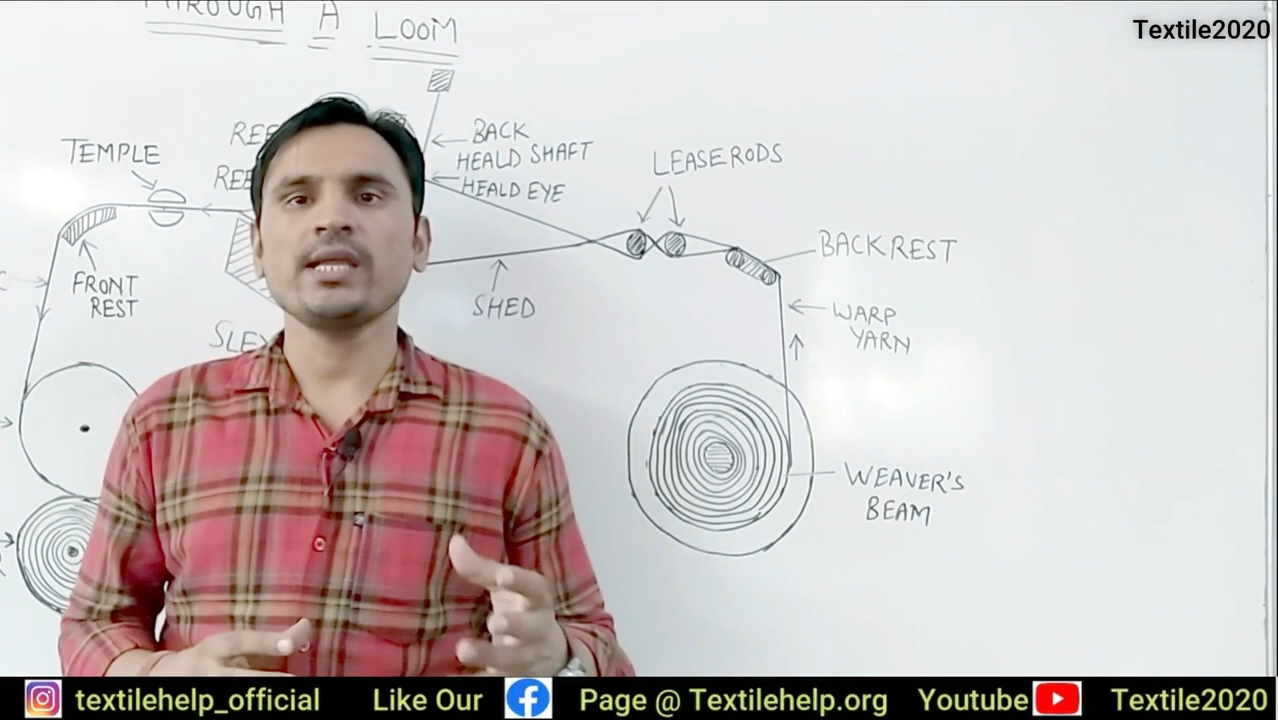 THROUGH A
LOOM
Textile2020
TEMPLE
BACK
HEALD SHAFT
HEALD EYE
LEASE RODS
BACK REST
FRONT
REST
SHED
WARP
YARN
WEAVER'S
BEAM
textilehelp_official Like Our Page @ Textilehelp.org Youtube Textile2020